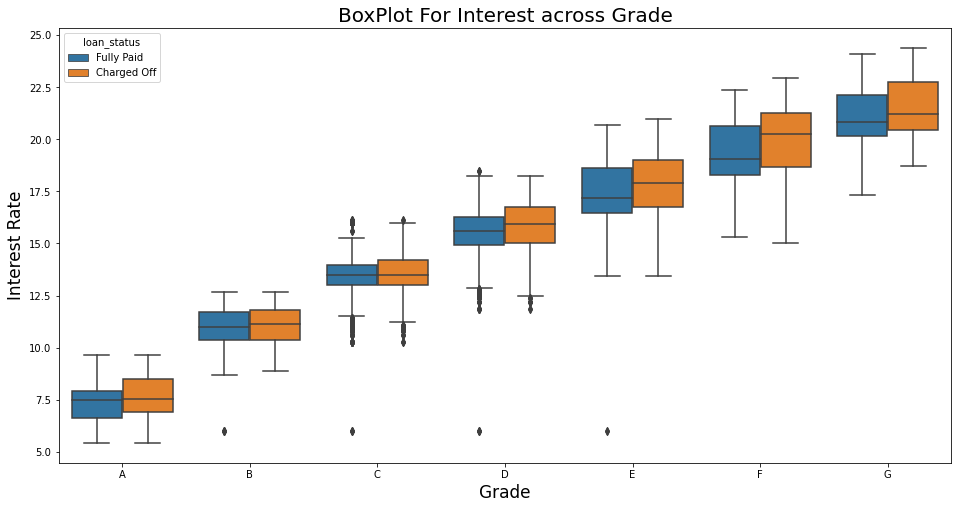 BoxPlot For Interest across Grade
loan_status
Fully Paid
Charged Off
Interest Rate
25.0
22.5
20.0
17.5
15.0
12.5
10.0
7.5
5.0
A B C D E F G
Grade